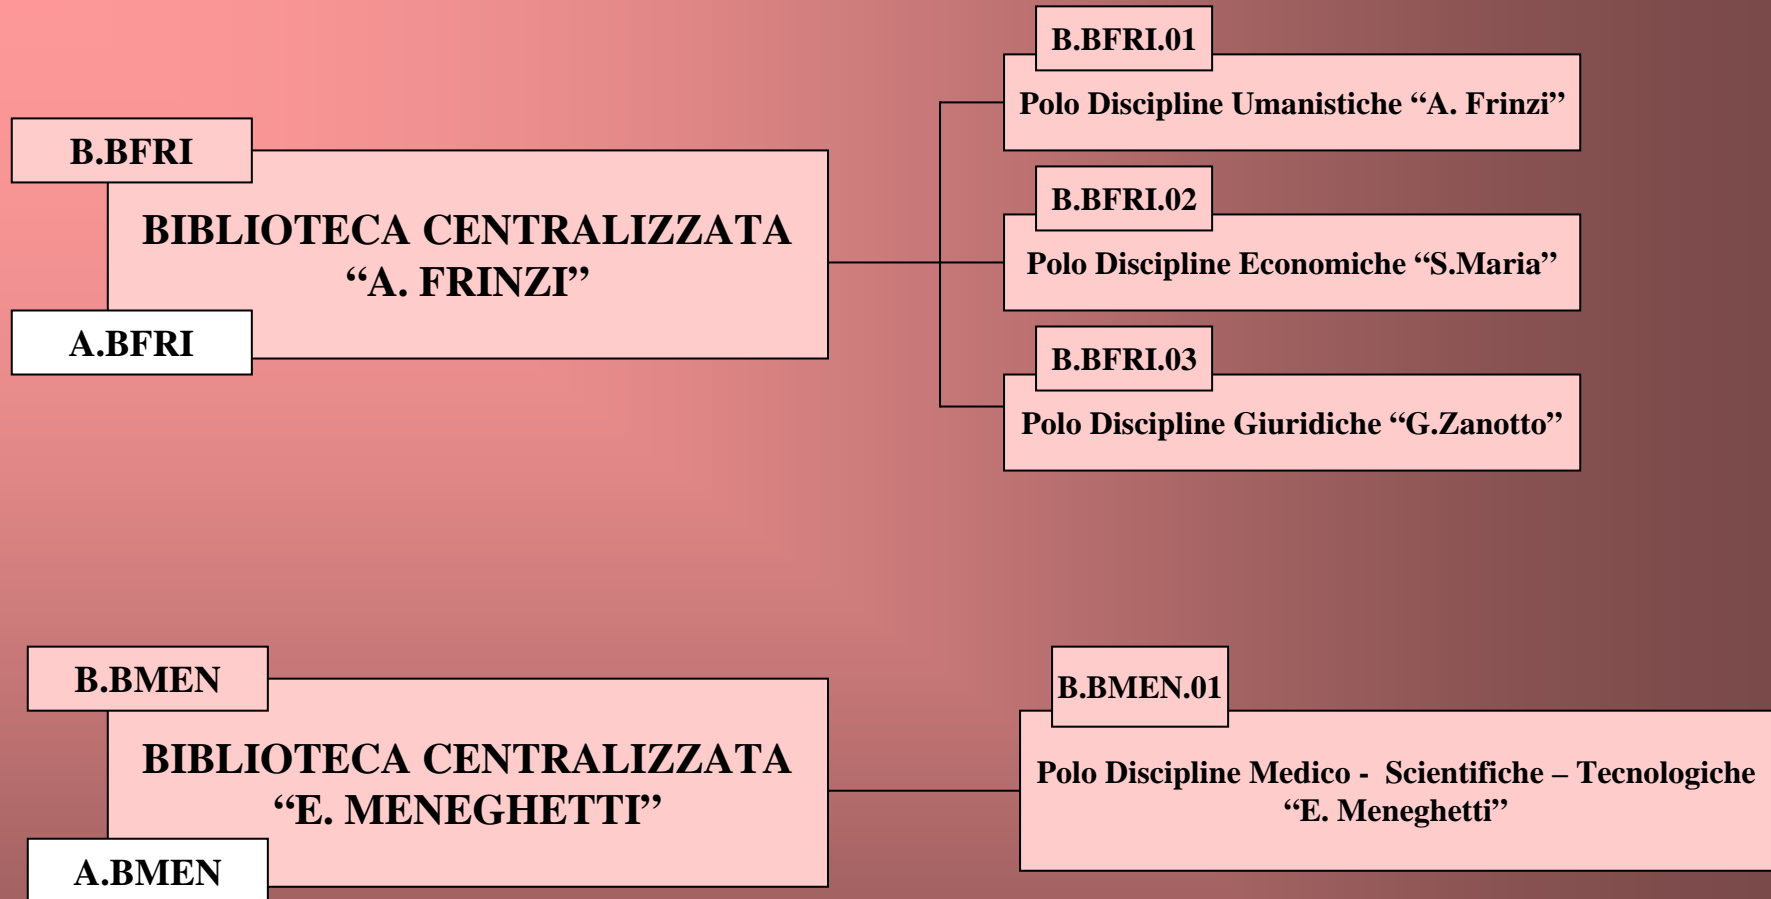 B.BFRI
BIBLIOTECA CENTRALIZZATA
“A. FRINZI”
A.BFRI
B.BFRI.01
Polo Discipline Umanistiche “A. Frinzi”
B.BFRI.02
Polo Discipline Economiche “S.Maria”
B.BFRI.03
Polo Discipline Giuridiche “G.Zanotto”
B.BMEN
BIBLIOTECA CENTRALIZZATA
“E. MENEGHETTI”
A.BMEN
B.BMEN.01
Polo Discipline Medico - Scientifiche – Tecnologiche
“E. Meneghetti”